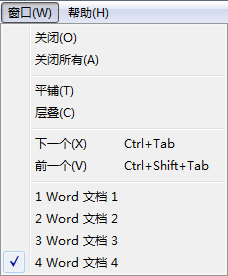 窗口(W) 帮助(H)
关闭(O)
关闭所有(A)
平铺(T)
层叠(C)
下一个(X) Ctrl+Tab
前一个(V) Ctrl+Shift+Tab
1 Word 文档 1
2 Word 文档 2
3 Word 文档 3
4 Word 文档 4